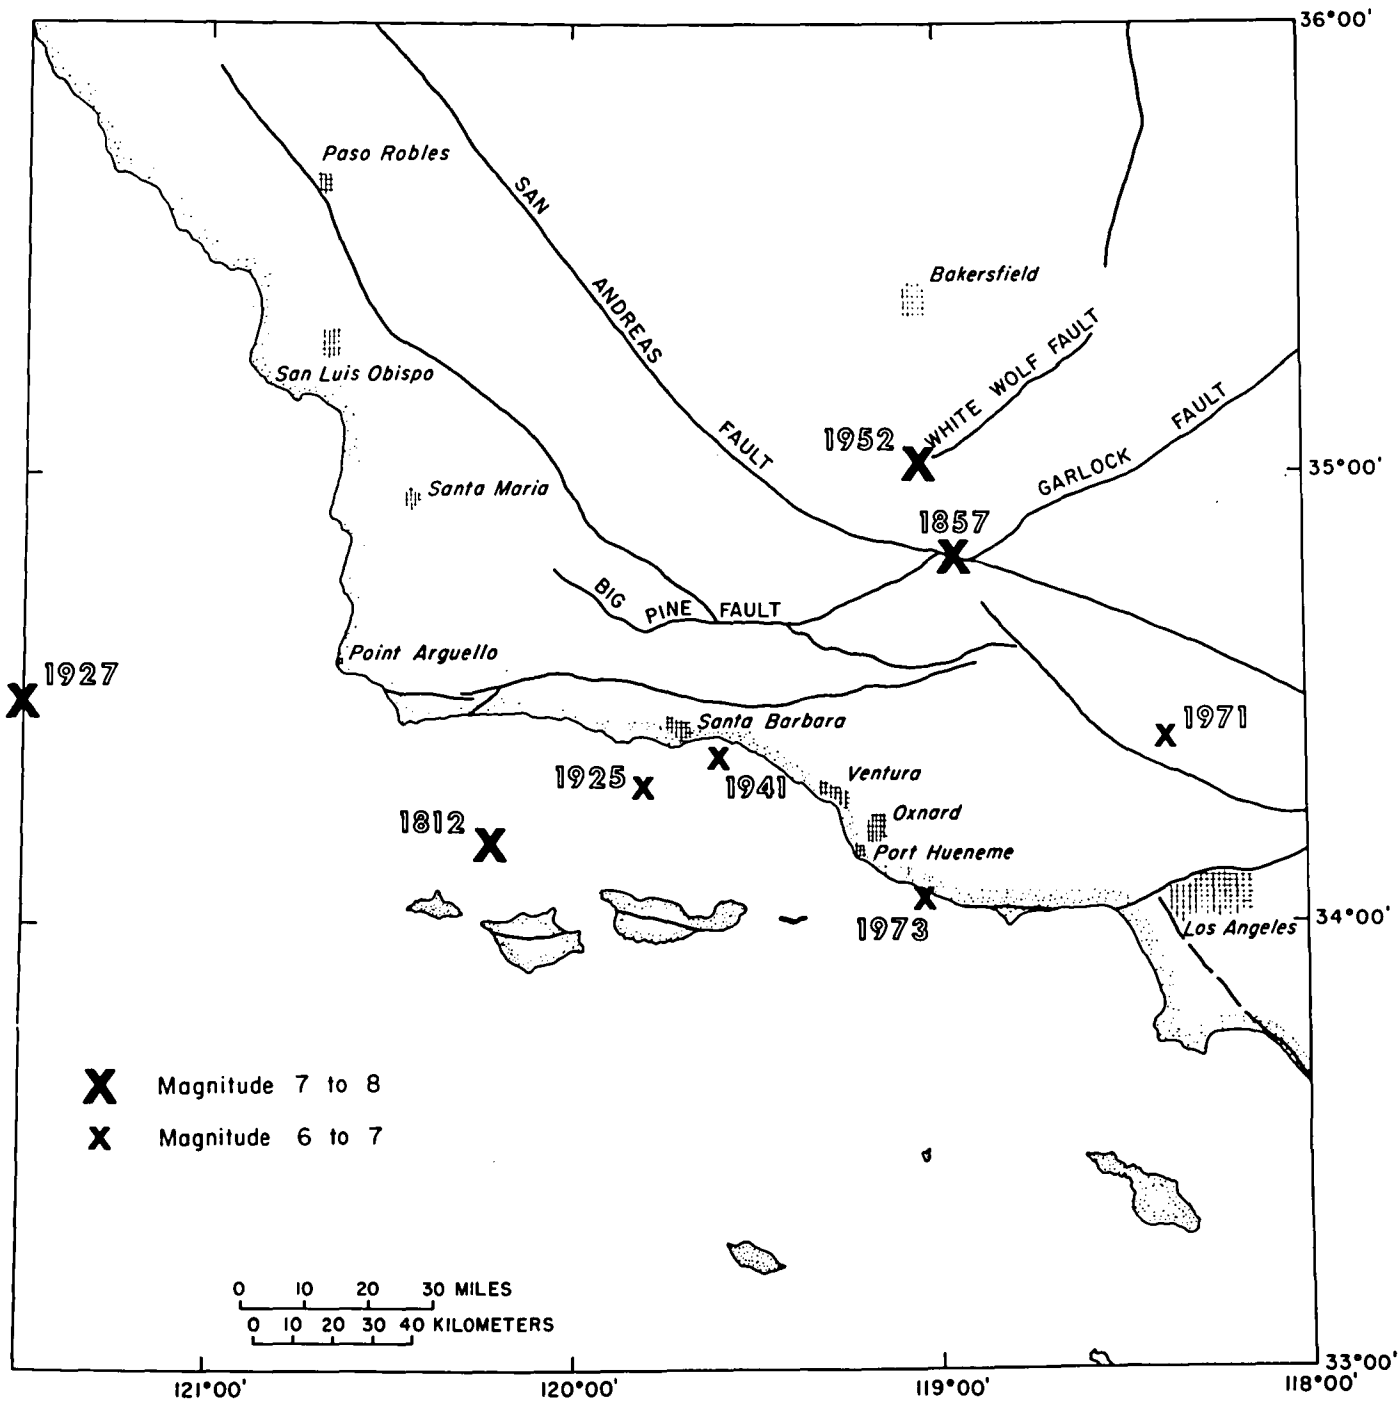 36°00'
Paso Robles
SAN
Bakersfield
ANDREAS
WHITE WOLF FAULT
San Luis Obispo
FAULT
FAULT
1952
35°00'
GARLOCK
Santa Maria
1857
BIG
PINE
FAULT
Point Arguello
1927
1971
Santa Barbara
1925
1941
Ventura
1812
Oxnard
Port Hueneme
1973
34°00'
Los Angeles
X Magnitude 7 to 8
x Magnitude 6 to 7
0 10 20 30 MILES
0 10 20 30 40 KILOMETERS
33°00'
121°00'
120°00'
119°00'
118°00'